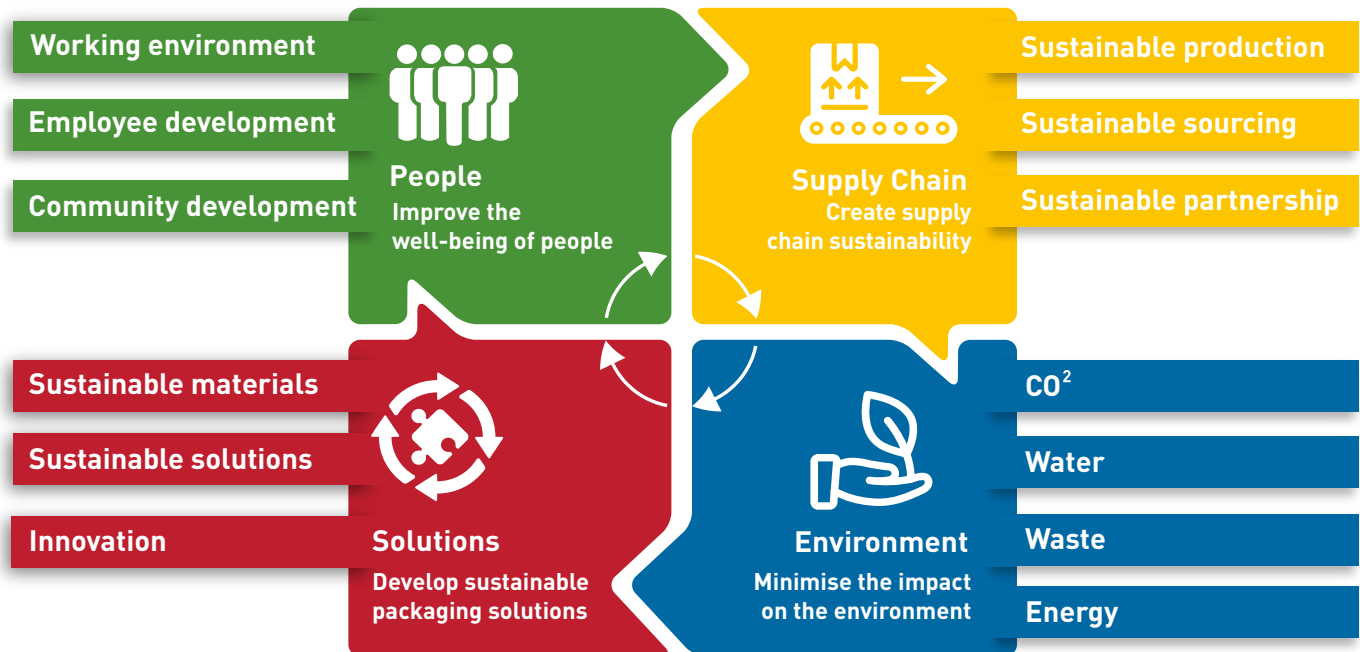 Working environment
Employee development
Community development
People
Improve the
well-being of people
Supply Chain
Create supply
chain sustainability
Sustainable production
Sustainable sourcing
Sustainable partnership
Sustainable materials
Sustainable solutions
Innovation
Solutions
Develop sustainable
packaging solutions
Environment
Minimise the impact
on the environment
CO²
Water
Waste
Energy